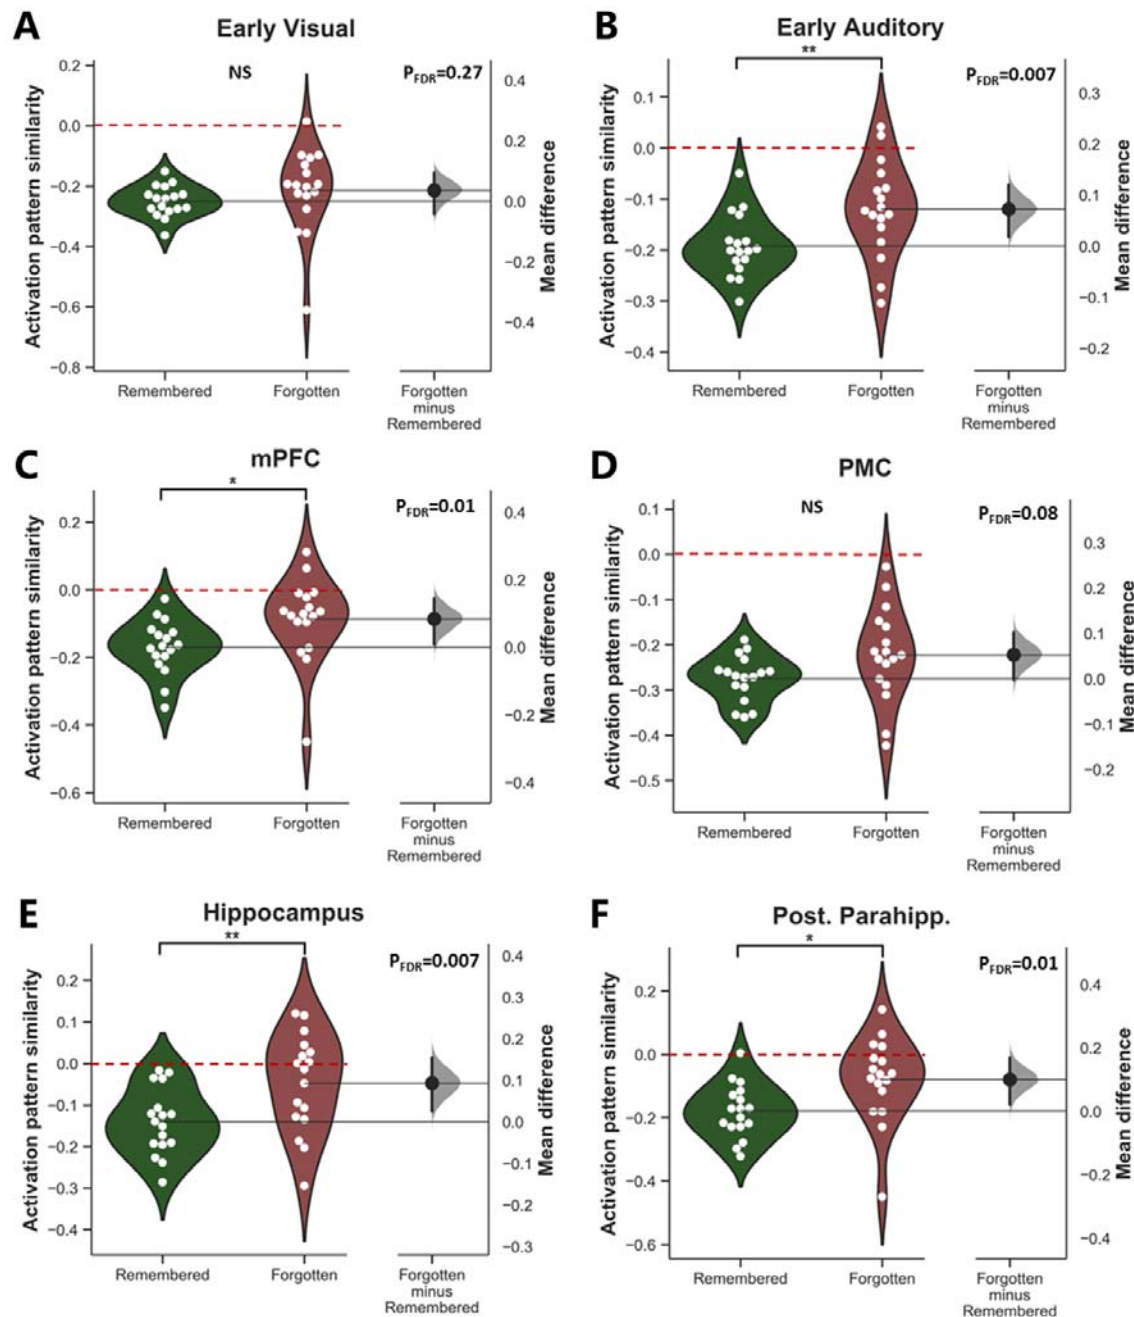 A
Early Visual
NS
P_FDR=0.27
Activation pattern similarity
0.2
0.0
−0.2
−0.4
−0.6
−0.8
0.4
0.2
0.0
−0.2
−0.4
Mean difference
Remembered
Forgotten
Forgotten
minus
Remembered
B
Early Auditory
**
P_FDR=0.007
Activation pattern similarity
0.1
0.0
−0.1
−0.2
−0.3
−0.4
0.3
0.2
0.1
0.0
−0.1
−0.2
Mean difference
Remembered
Forgotten
Forgotten
minus
Remembered
C
mPFC
*
P_FDR=0.01
Activation pattern similarity
0.2
0.0
−0.2
−0.4
−0.6
0.4
0.2
0.0
−0.2
−0.4
Mean difference
Remembered
Forgotten
Forgotten
minus
Remembered
D
PMC
NS
P_FDR=0.08
Activation pattern similarity
0.1
0.0
−0.1
−0.2
−0.3
−0.4
−0.5
0.3
0.2
0.1
0.0
−0.1
−0.2
Mean difference
Remembered
Forgotten
Forgotten
minus
Remembered
E
Hippocampus
**
P_FDR=0.007
Activation pattern similarity
0.2
0.1
0.0
−0.1
−0.2
−0.3
−0.4
0.4
0.3
0.2
0.1
0.0
−0.1
−0.2
−0.3
Mean difference
Remembered
Forgotten
Forgotten
minus
Remembered
F
Post. Parahipp.
*
P_FDR=0.01
Activation pattern similarity
0.2
0.0
−0.2
−0.4
−0.6
0.4
0.2
0.0
−0.2
−0.4
Mean difference
Remembered
Forgotten
Forgotten
minus
Remembered